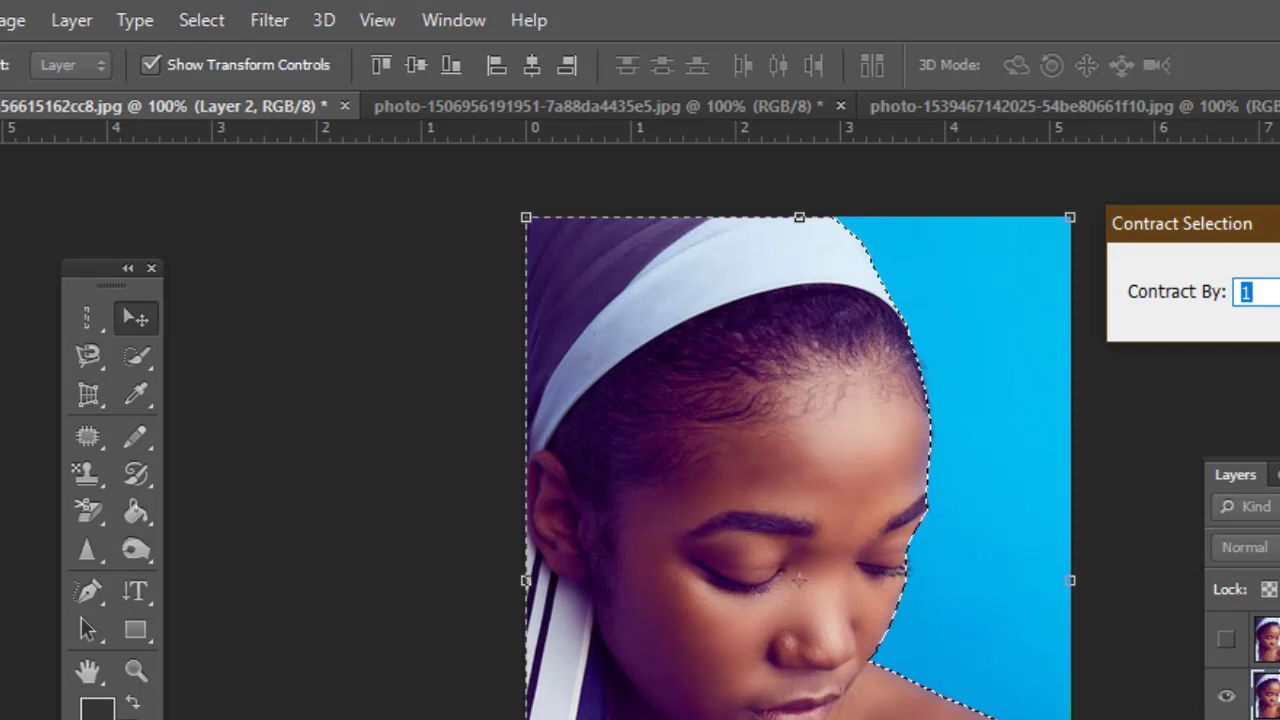 age Layer Type Select Filter 3D View Window Help
t: Layer Show Transform Controls 3D Mode:
56615162cc8.jpg @ 100% (Layer 2, RGB/8) * × photo-1506956191951-7a88da4435e5.jpg @ 100% (RGB/8) * × photo-1539467142025-54be80661f10.jpg @ 100% (RGB
5 4 3 2 1 0 1 2 3 4 5 6 7
Contract Selection
Contract By: 1
Layers
Kind
Normal
Lock: